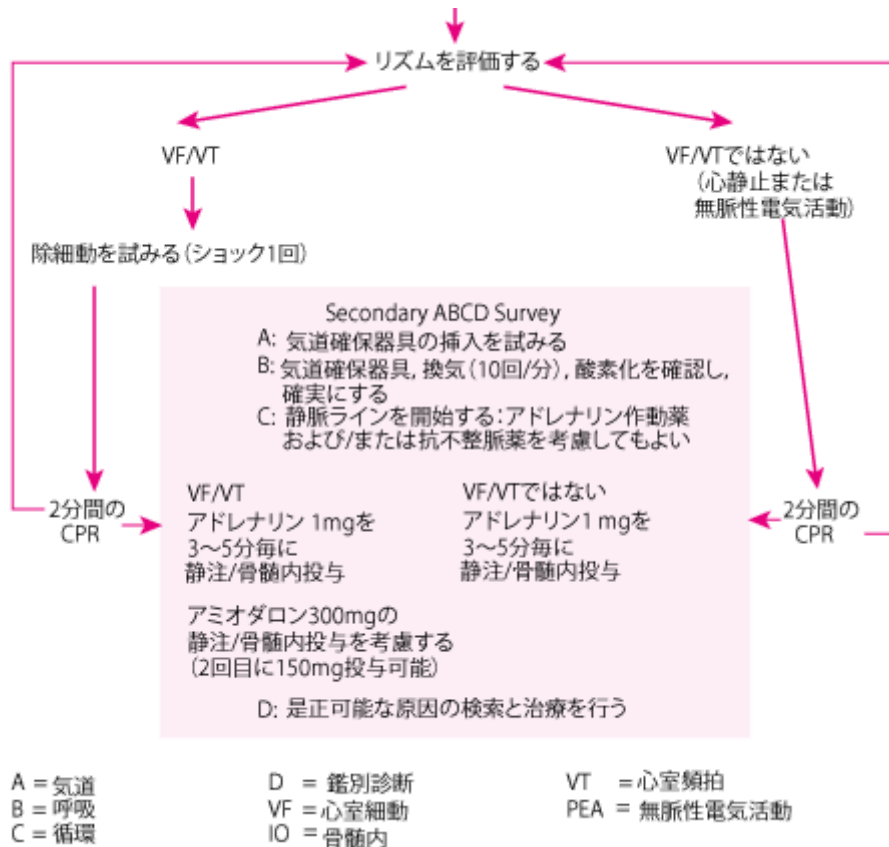 リズムを評価する
VF/VT
VF/VTではない
(心静止または
無脈性電気活動)
除細動を試みる(ショック1回)
Secondary ABCD Survey
A: 気道確保器具の挿入を試みる
B: 気道確保器具, 換気(10回/分), 酸素化を確認し,
確実にする
C: 静脈ラインを開始する:アドレナリン作動薬
および/または抗不整脈薬を考慮してもよい
2分間の
CPR
VF/VT
アドレナリン 1mgを
3〜5分毎に
静注/骨髄内投与
アミオダロン300mgの
静注/骨髄内投与を考慮する
(2回目に150mg投与可能)
VF/VTではない
アドレナリン1 mgを
3〜5分毎に
静注/骨髄内投与
2分間の
CPR
D: 是正可能な原因の検索と治療を行う
A = 気道
B = 呼吸
C = 循環
D = 鑑別診断
VF = 心室細動
IO = 骨髄内
VT = 心室頻拍
PEA = 無脈性電気活動